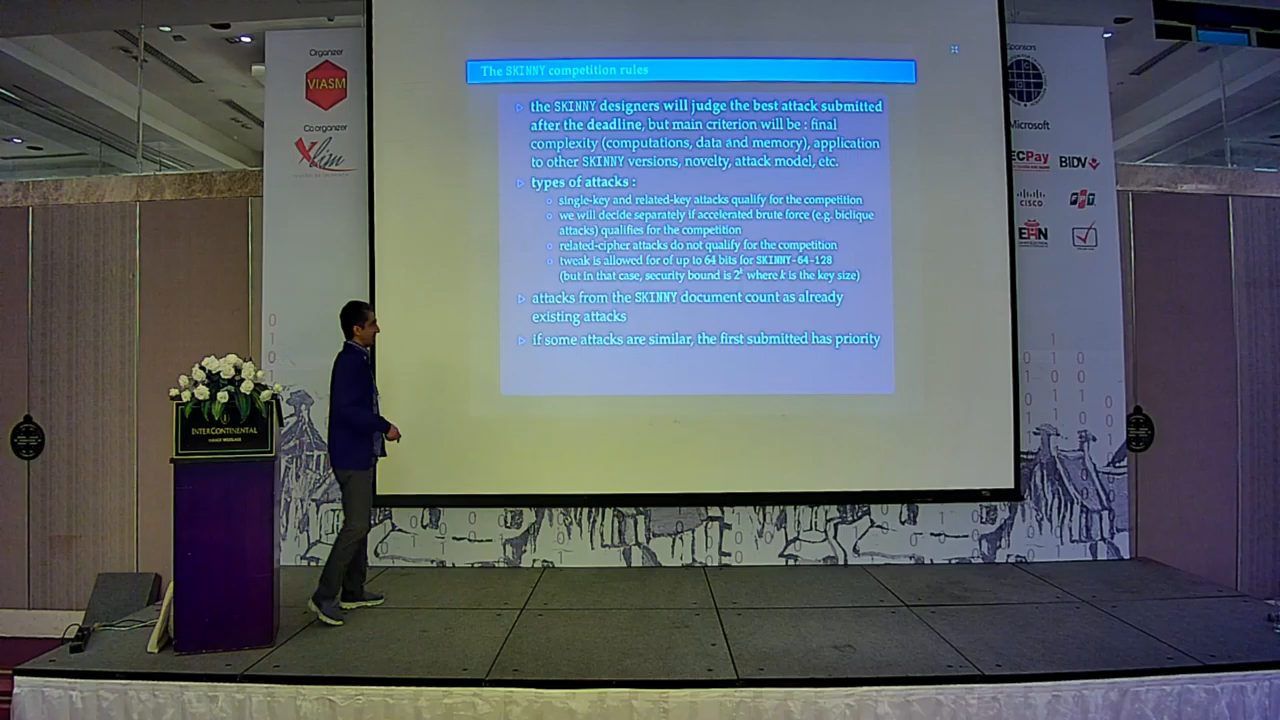 Organizer
VIASM
Co organizer
Xlim
The SKINNY competition rules
the SKINNY designers will judge the best attack submitted
after the deadline, but main criterion will be : final
complexity (computations, data and memory), application
to other SKINNY versions, novelty, attack model, etc.
types of attacks :
single-key and related-key attacks qualify for the competition
we will decide separately if accelerated brute force (e.g. biclique
attacks) qualifies for the competition
related-cipher attacks do not qualify for the competition
tweak is allowed for of up to 64 bits for SKINNY-64-128
(but in that case, security bound is 2^k where k is the key size)
attacks from the SKINNY document count as already
existing attacks
if some attacks are similar, the first submitted has priority
Sponsors
Microsoft
ECPay
BIDV
CISCO
FPT
INTERCONTINENTAL